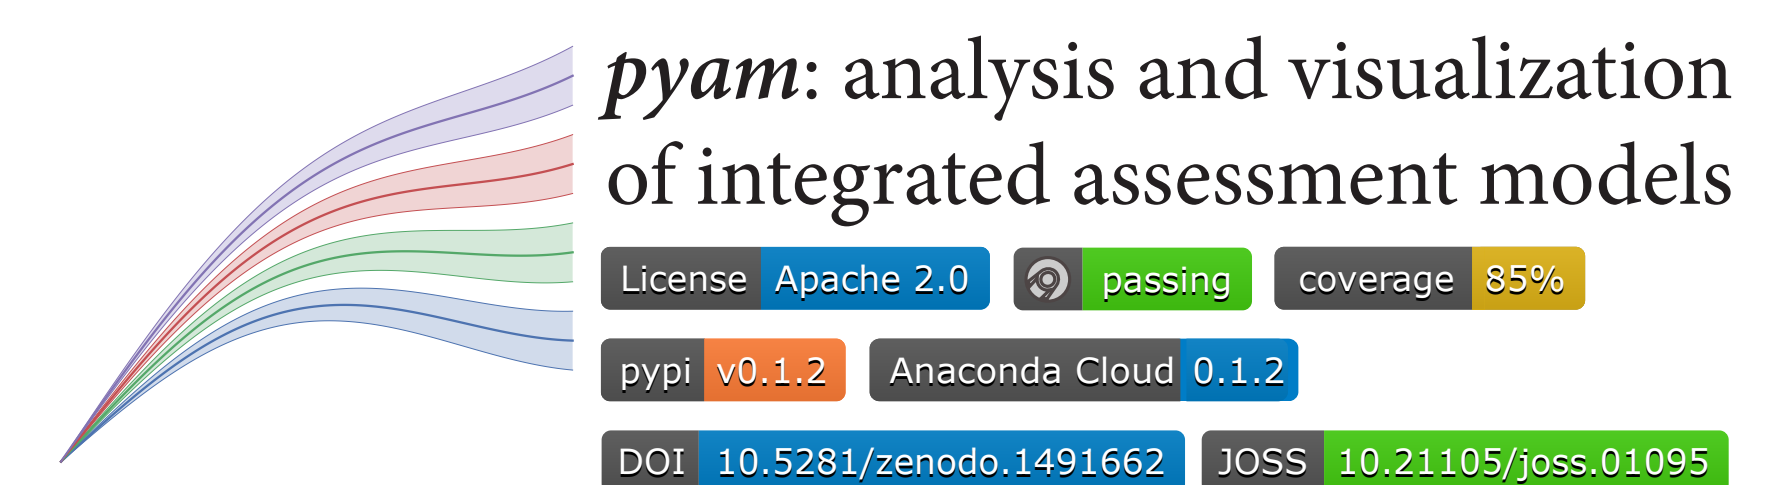 pyam: analysis and visualization
of integrated assessment models
License Apache 2.0 passing coverage 85%
pypi v0.1.2 Anaconda Cloud 0.1.2
DOI 10.5281/zenodo.1491662 JOSS 10.21105/joss.01095